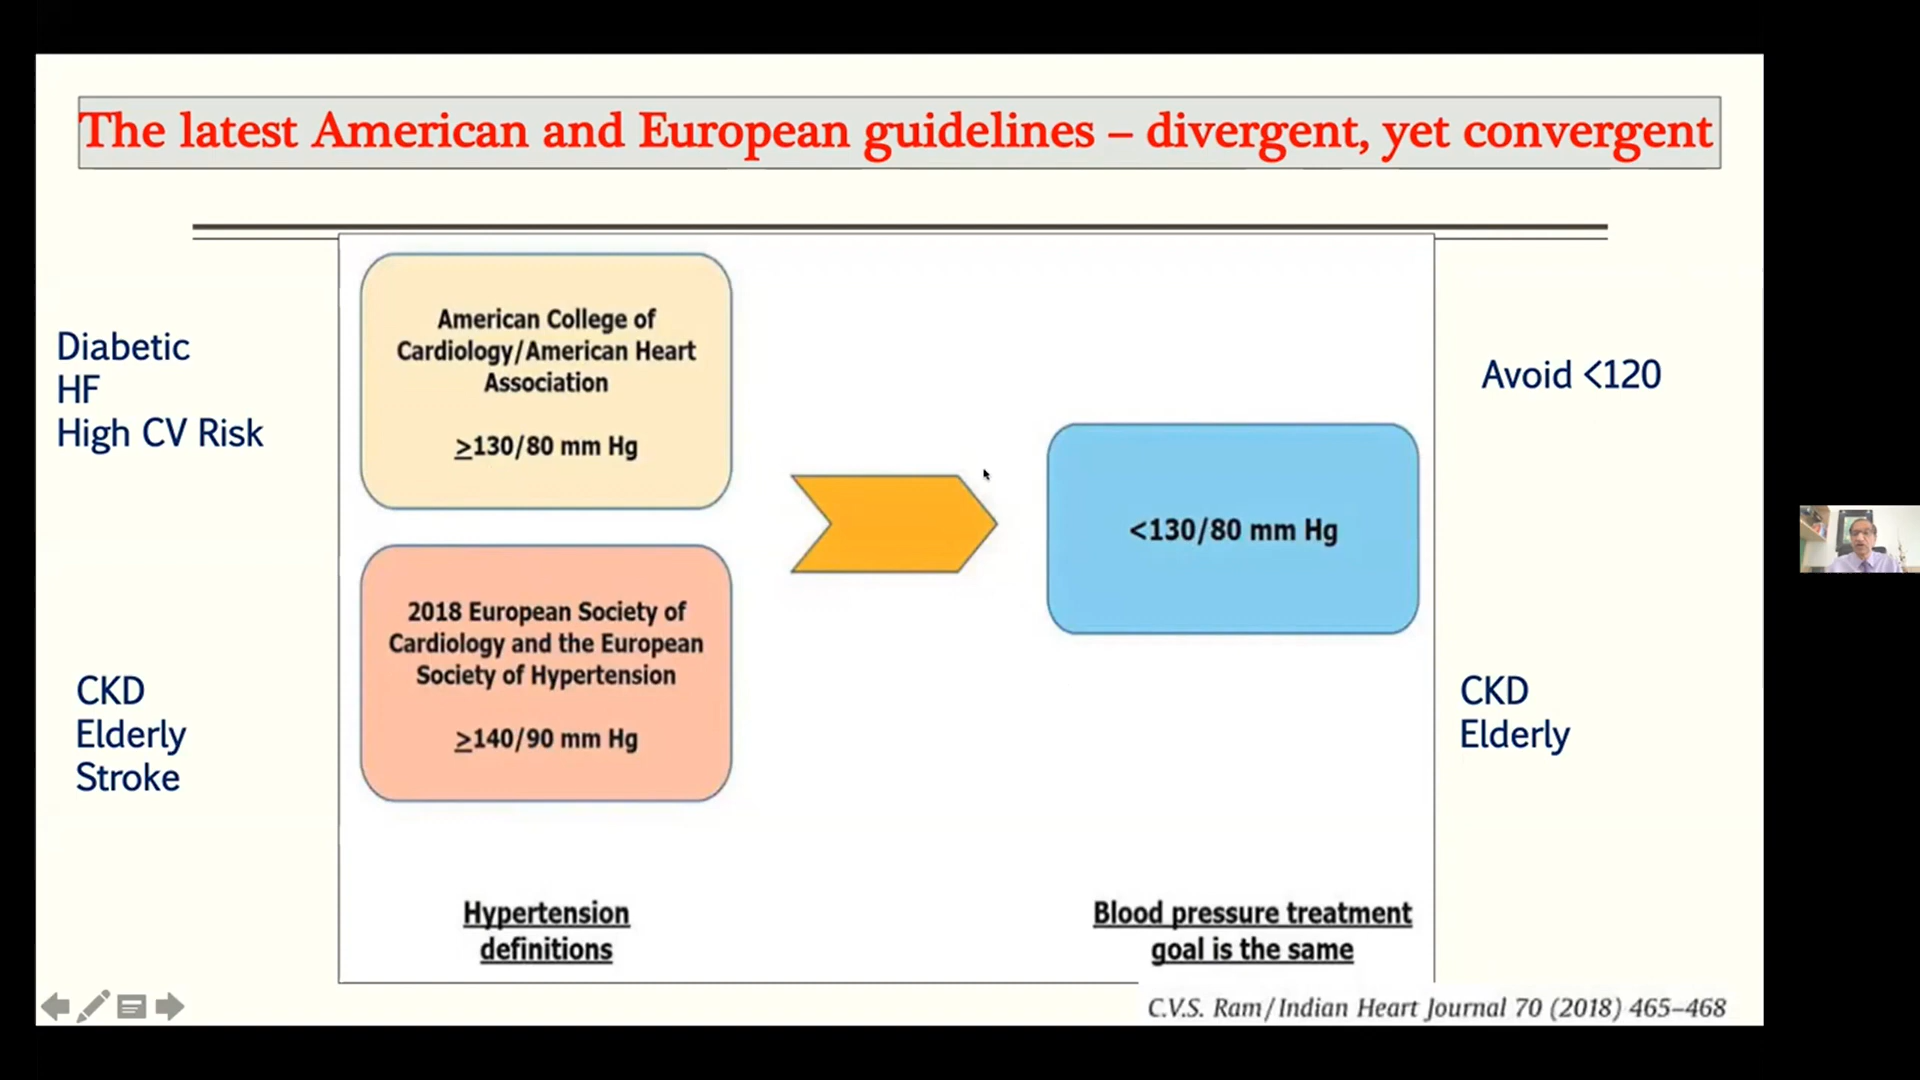 The latest American and European guidelines – divergent, yet convergent
Diabetic
HF
High CV Risk
American College of
Cardiology/American Heart
Association
≥130/80 mm Hg
Avoid <120
<130/80 mm Hg
2018 European Society of
Cardiology and the European
Society of Hypertension
≥140/90 mm Hg
CKD
Elderly
Stroke
CKD
Elderly
Hypertension
definitions
Blood pressure treatment
goal is the same
C.V.S. Ram/Indian Heart Journal 70 (2018) 465–468